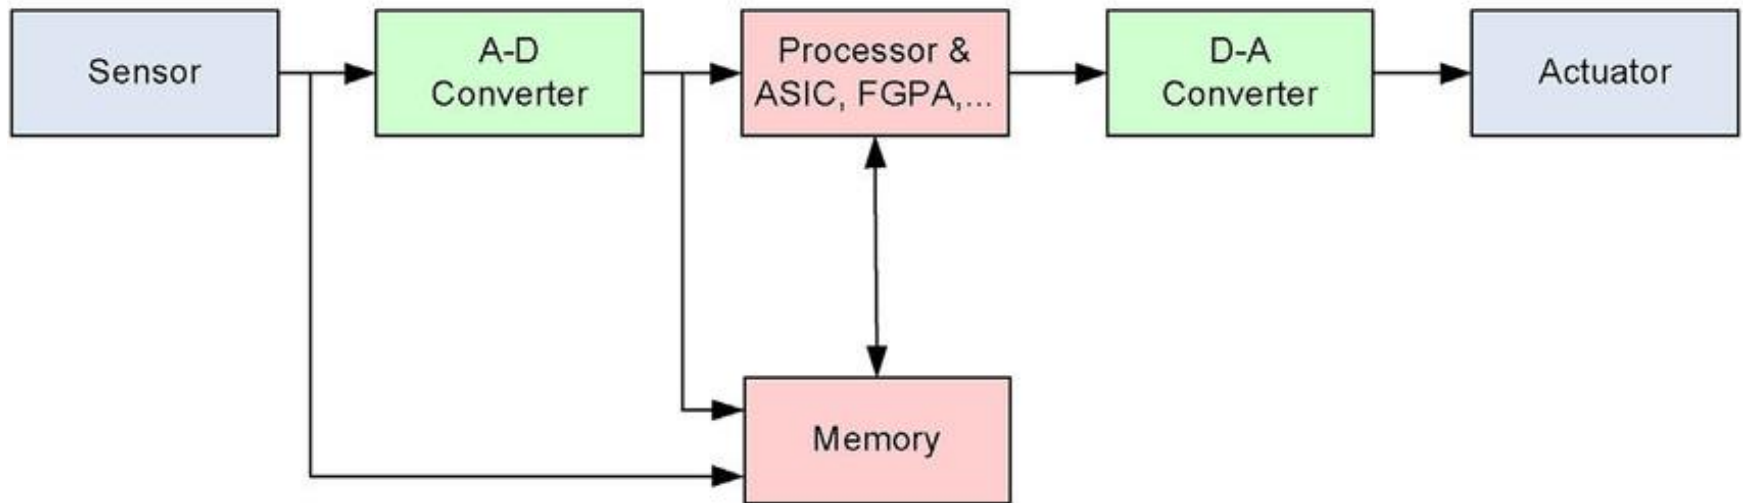 Sensor
A-D
Converter
Processor &
ASIC, FGPA,...
D-A
Converter
Actuator
Memory